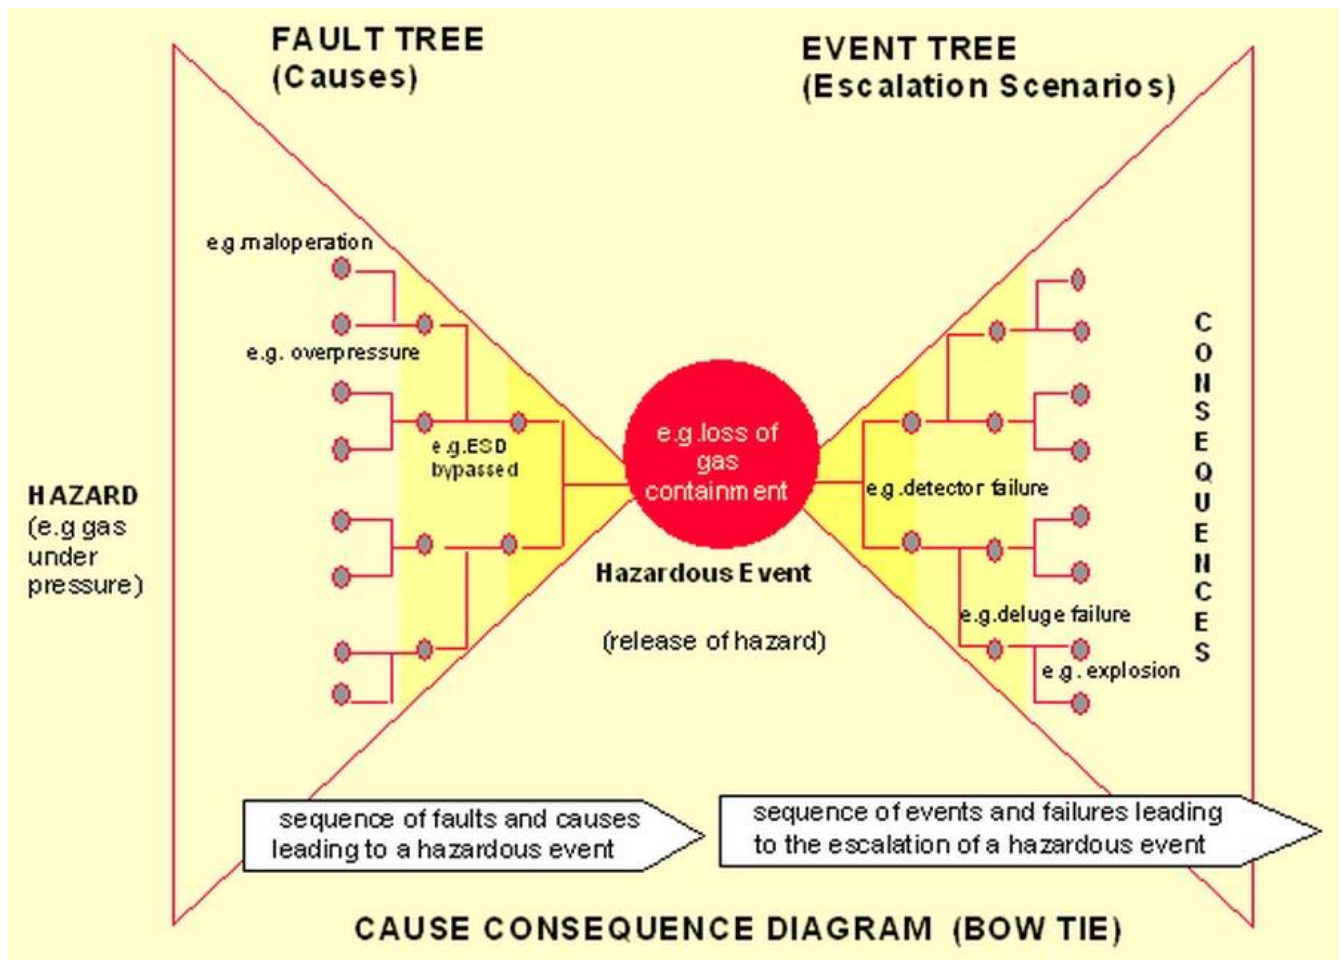 FAULT TREE
(Causes)
EVENT TREE
(Escalation Scenarios)
e.g.maloperation
e.g. overpressure
e.g.ESD
bypassed
HAZARD
(e.g gas
under
pressure)
e.g.loss of
gas
containment
Hazardous Event
(release of hazard)
e.g.detector failure
e.g.deluge failure
e.g. explosion
CONSEQUENCES
sequence of faults and causes
leading to a hazardous event
sequence of events and failures leading
to the escalation of a hazardous event
CAUSE CONSEQUENCE DIAGRAM (BOW TIE)